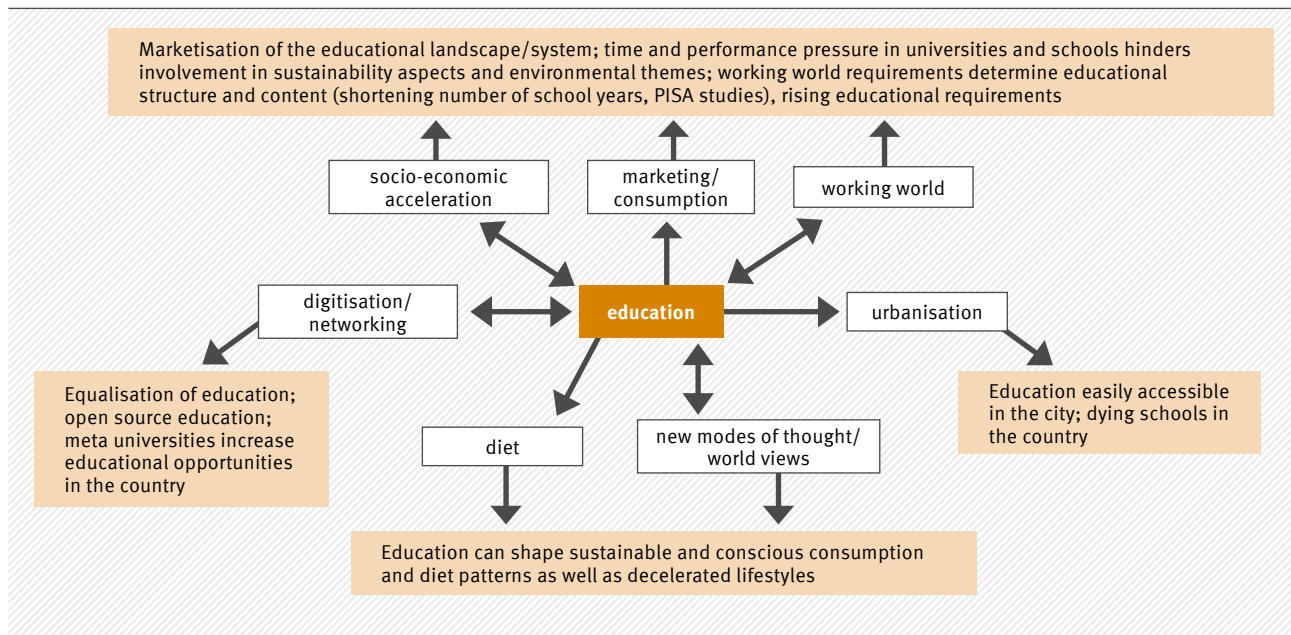 Marketisation of the educational landscape/system; time and performance pressure in universities and schools hinders
involvement in sustainability aspects and environmental themes; working world requirements determine educational
structure and content (shortening number of school years, PISA studies), rising educational requirements
socio-economic
acceleration
marketing/
consumption
working world
digitisation/
networking
education
urbanisation
Equalisation of education;
open source education;
meta universities increase
educational opportunities
in the country
diet
new modes of thought/
world views
Education easily accessible
in the city; dying schools in
the country
Education can shape sustainable and conscious consumption
and diet patterns as well as decelerated lifestyles